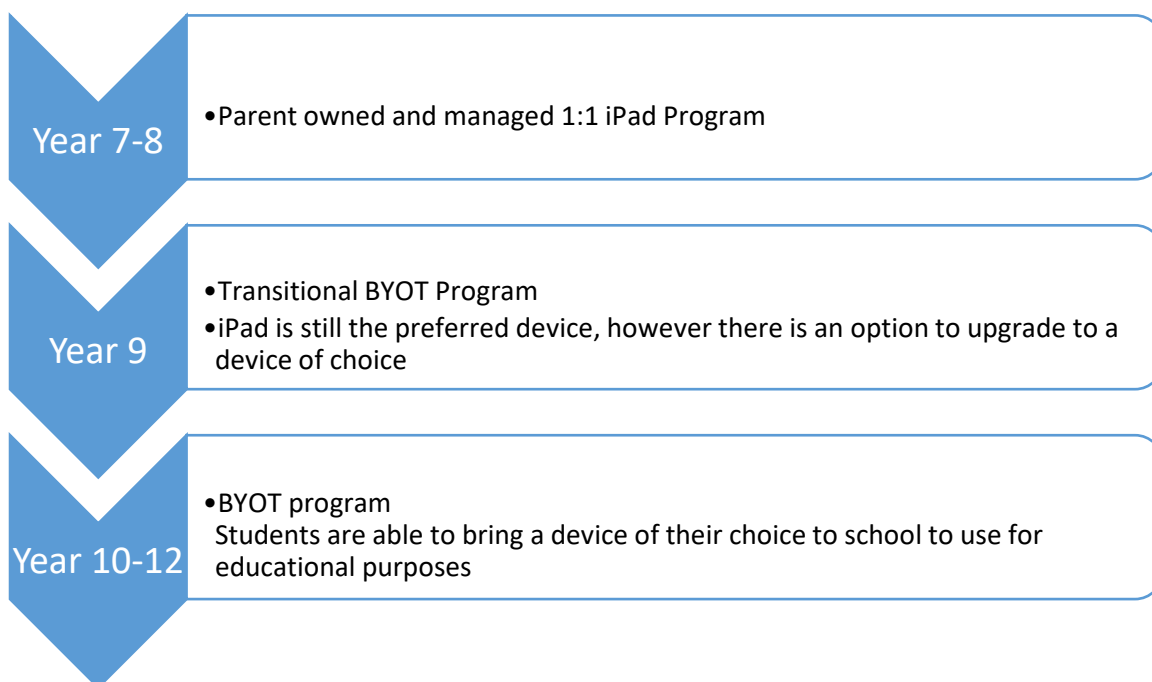 Year 7-8
•Parent owned and managed 1:1 iPad Program
Year 9
•Transitional BYOT Program
•iPad is still the preferred device, however there is an option to upgrade to a
device of choice
Year 10-12
•BYOT program
Students are able to bring a device of their choice to school to use for
educational purposes